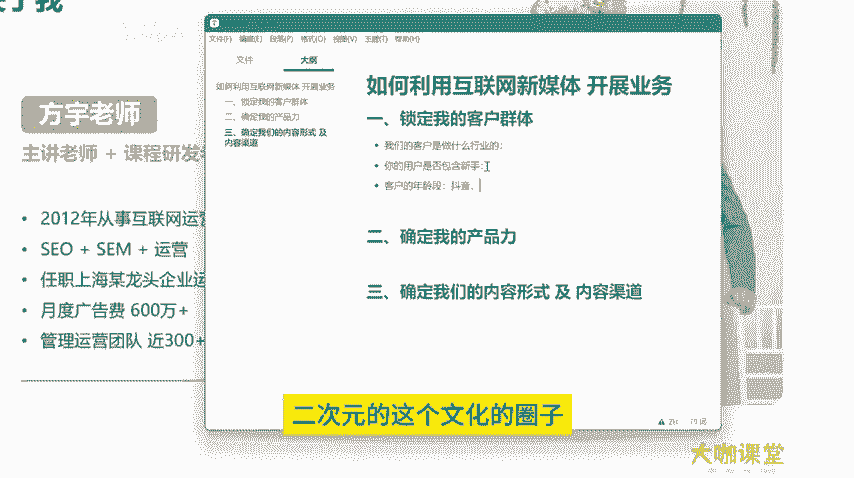 方宇老师
主讲老师 + 课程研发
• 2012年从事互联网运营
• SEO + SEM + 运营
• 任职上海某龙头企业运
• 月度广告费 600万+
• 管理运营团队 近300+
文件(F) 编辑(E) 段落(P) 格式(O) 视图(V) 主题(T) 帮助(H)
文件 大纲
如何利用互联网新媒体 开展业务
一、锁定我的客户群体
二、确定我的产品力
三、确定我们的内容形式 及
内容渠道
如何利用互联网新媒体 开展业务
一、锁定我的客户群体
• 我们的客户是做什么行业的：
• 你的用户是否包含新手：
• 客户的年龄段：抖音、
二、确定我的产品力
三、确定我们的内容形式 及 内容渠道
二次元的这个文化的圈子
大咖课堂